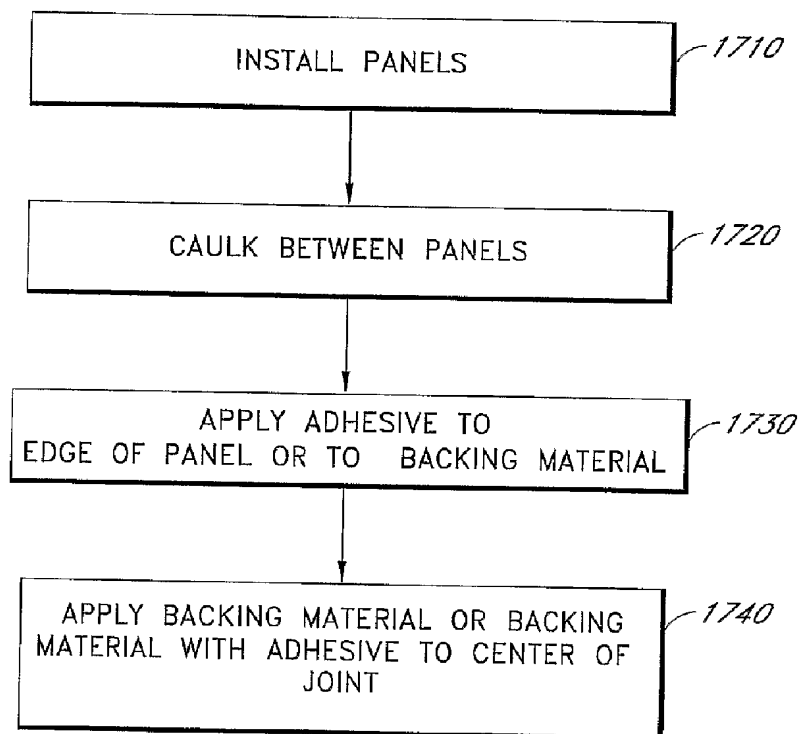 INSTALL PANELS
1710
CAULK BETWEEN PANELS
1720
APPLY ADHESIVE TO
EDGE OF PANEL OR TO BACKING MATERIAL
1730
APPLY BACKING MATERIAL OR BACKING
MATERIAL WITH ADHESIVE TO CENTER OF
JOINT
1740